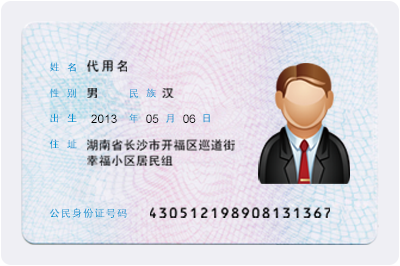 姓 名 代用名
性 别 男 民 族 汉
出 生 2013 年 05 月 06 日
住 址 湖南省长沙市开福区巡道街
幸福小区居民组
公民身份证号码 430512198908131367